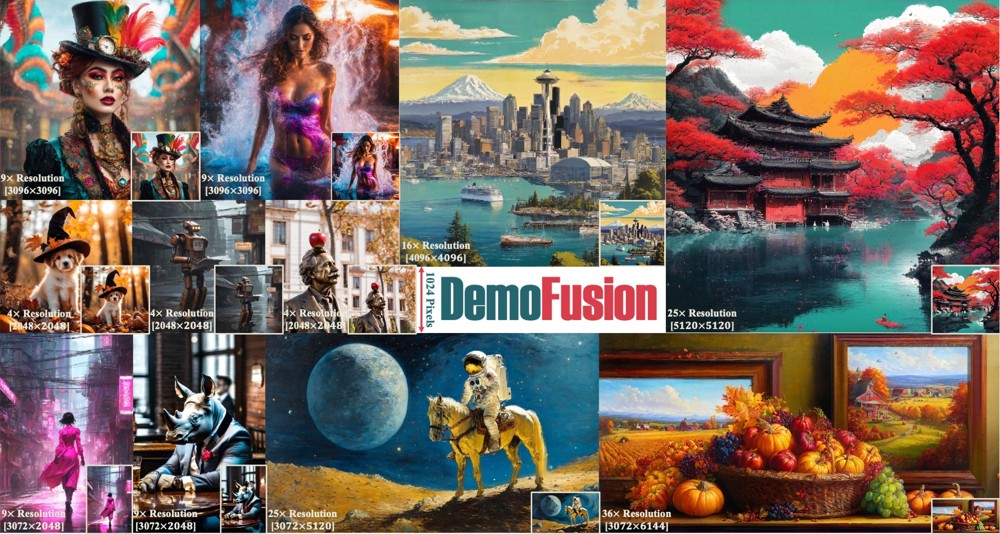 9× Resolution
[3096×3096]
9× Resolution
[3096×3096]
16× Resolution
[4096×4096]
25× Resolution
[5120×5120]
4× Resolution
[2048×2048]
4× Resolution
[2048×2048]
4× Resolution
[2048×2048]
1024 Pixels
DemoFusion
9× Resolution
[3072×2048]
9× Resolution
[3072×2048]
25× Resolution
[3072×5120]
36× Resolution
[3072×6144]